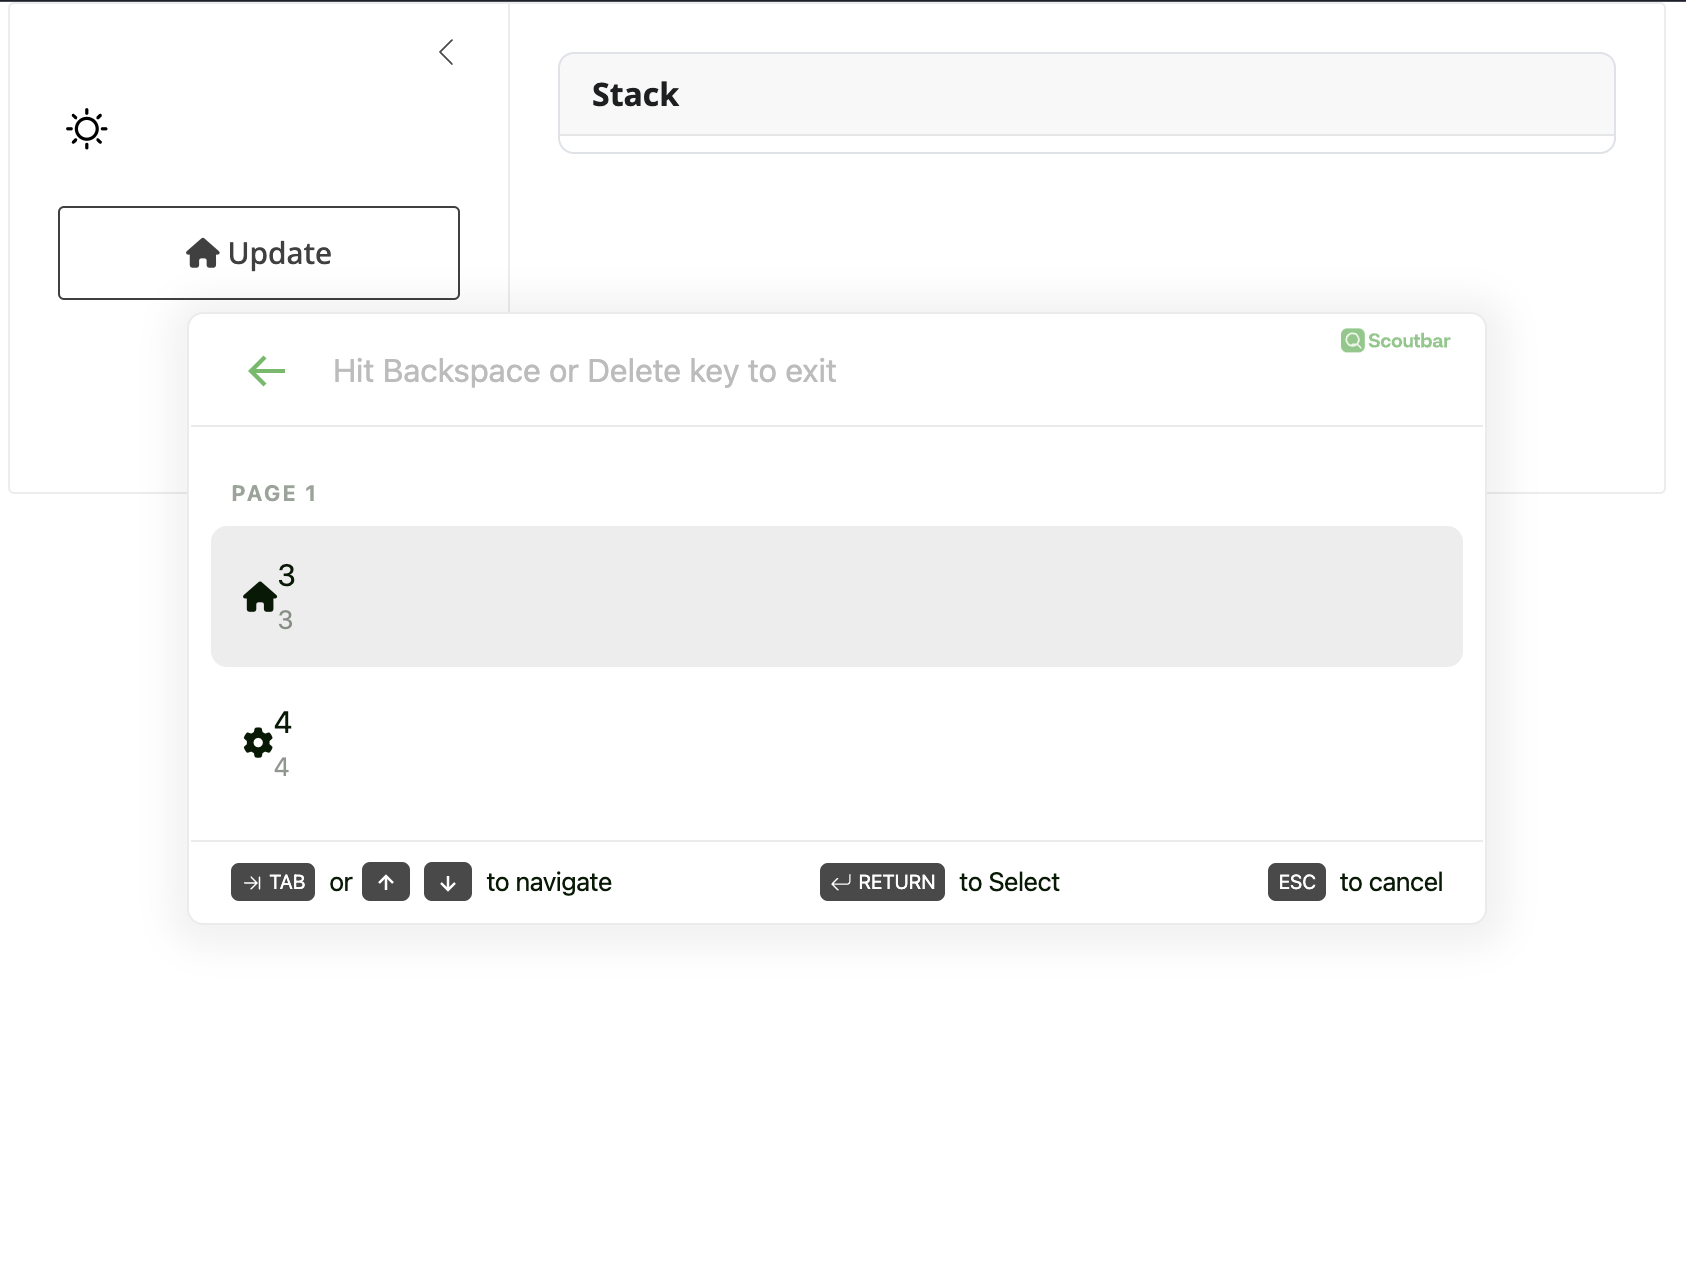 Stack
Update
Scoutbar
Hit Backspace or Delete key to exit
PAGE 1
3
3
4
4
TAB or to navigate RETURN to Select ESC to cancel